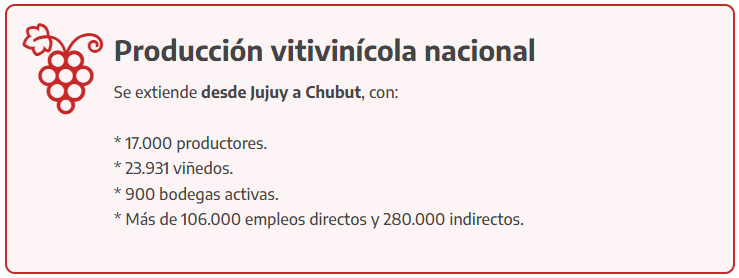 Producción vitivinícola nacional
Se extiende desde Jujuy a Chubut, con:
* 17.000 productores.
* 23.931 viñedos.
* 900 bodegas activas.
* Más de 106.000 empleos directos y 280.000 indirectos.